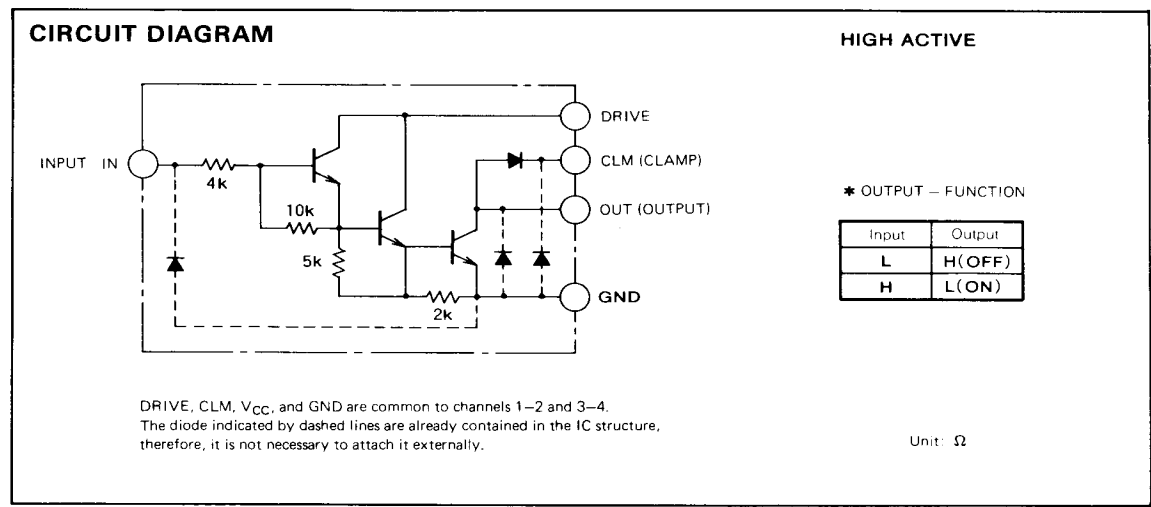 CIRCUIT DIAGRAM
HIGH ACTIVE
DRIVE
INPUT IN
CLM (CLAMP)
4k
10k
OUT (OUTPUT)
5k
GND
2k
✱ OUTPUT – FUNCTION
Input Output
L H(OFF)
H L(ON)
DRIVE, CLM, VCC, and GND are common to channels 1–2 and 3–4.
The diode indicated by dashed lines are already contained in the IC structure,
therefore, it is not necessary to attach it externally.
Unit: Ω